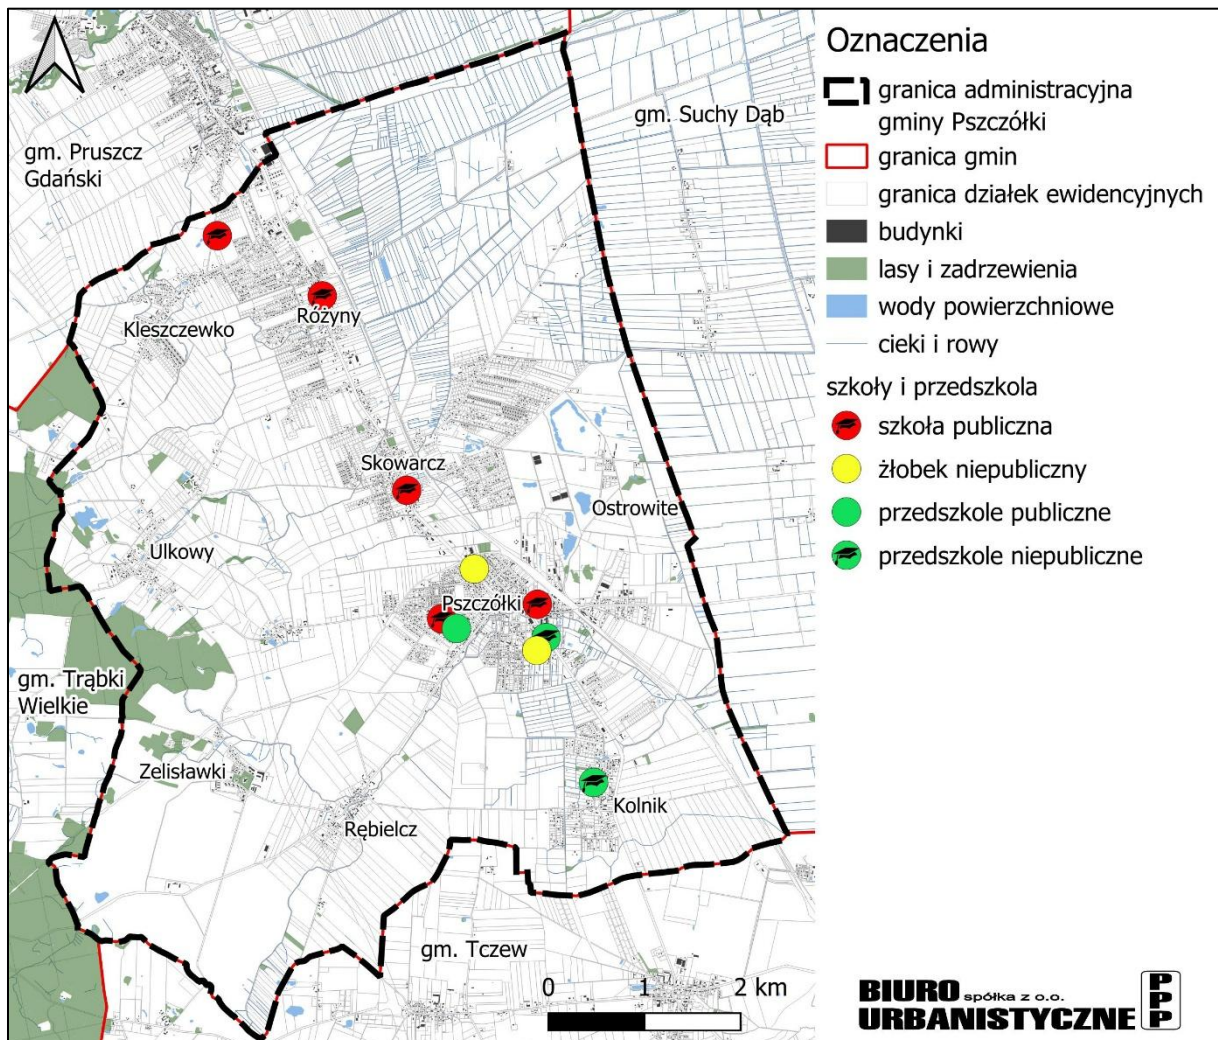 Oznaczenia
granica administracyjna
gminy Pszczółki
granica gmin
granica działek ewidencyjnych
budynki
lasy i zadrzewienia
wody powierzchniowe
cieki i rowy
szkoły i przedszkola
szkoła publiczna
żłobek niepubliczny
przedszkole publiczne
przedszkole niepubliczne
gm. Suchy Dąb
gm. Pruszcz
Gdański
Różyny
Kleszczewko
Skowarcz
Ostrowite
Ulkowy
Pszczółki
gm. Trąbki
Wielkie
Zelisławki
Kolnik
Rębielcz
gm. Tczew
0 1 2 km
BIURO spółka z o.o.
URBANISTYCZNE
P
P
P